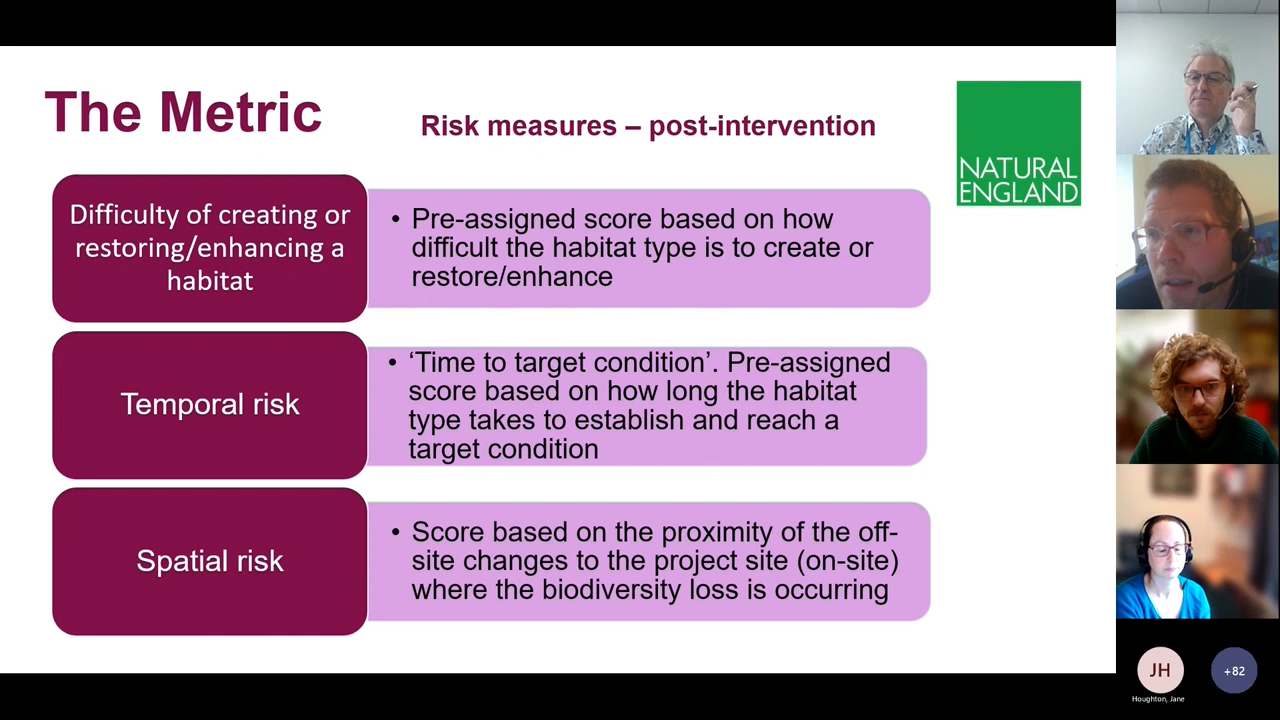 The Metric
Risk measures – post-intervention
NATURAL
ENGLAND
Difficulty of creating or
restoring/enhancing a
habitat
• Pre-assigned score based on how
difficult the habitat type is to create or
restore/enhance
Temporal risk
• ‘Time to target condition’. Pre-assigned
score based on how long the habitat
type takes to establish and reach a
target condition
Spatial risk
• Score based on the proximity of the off-
site changes to the project site (on-site)
where the biodiversity loss is occurring
JH
Houghton, Jane
+82